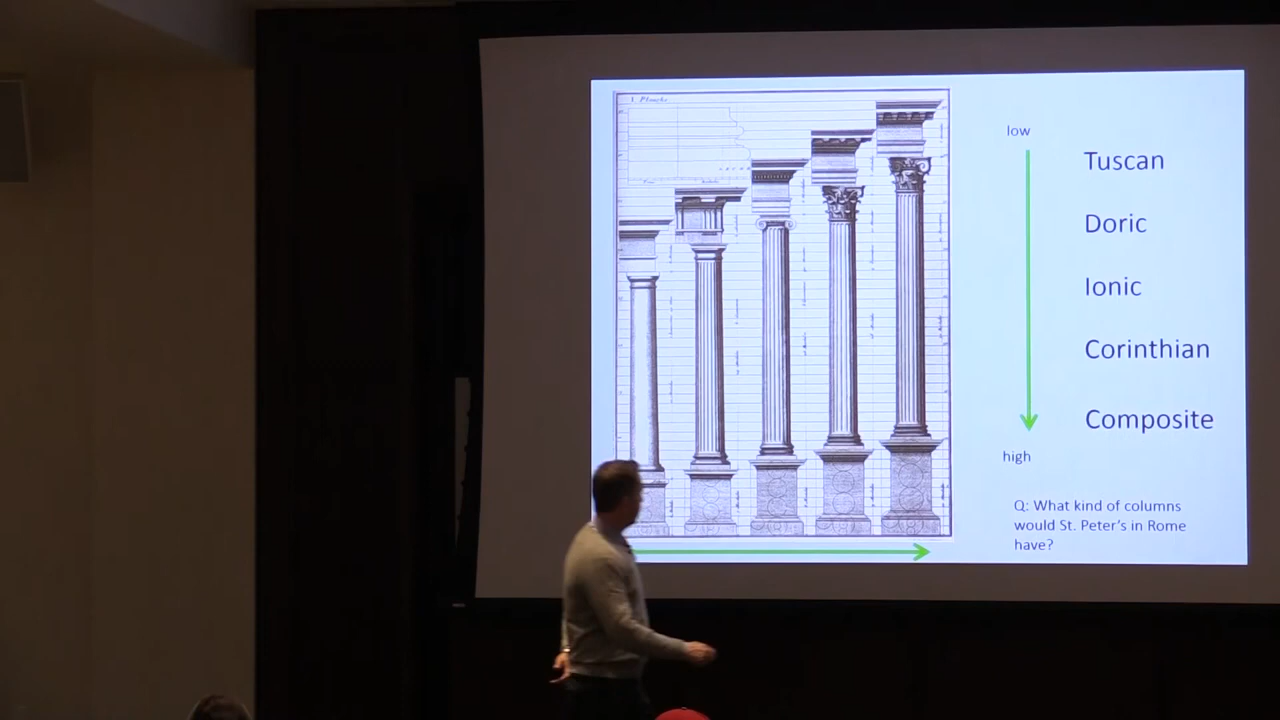 low
Tuscan
Doric
Ionic
Corinthian
Composite
high
Q: What kind of columns
would St. Peter's in Rome
have?